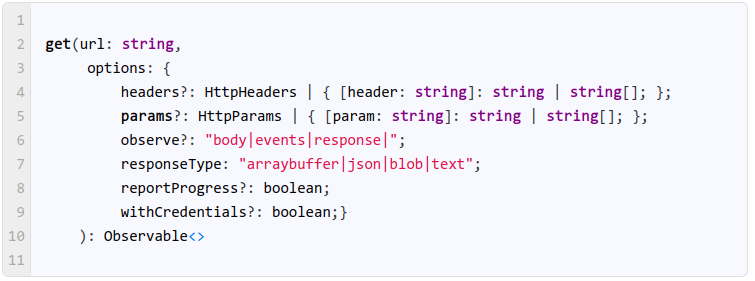 1
2 get(url: string,
3 options: {
4 headers?: HttpHeaders | { [header: string]: string | string[]; };
5 params?: HttpParams | { [param: string]: string | string[]; };
6 observe?: "body|events|response|";
7 responseType: "arraybuffer|json|blob|text";
8 reportProgress?: boolean;
9 withCredentials?: boolean;}
10 ): Observable<>
11